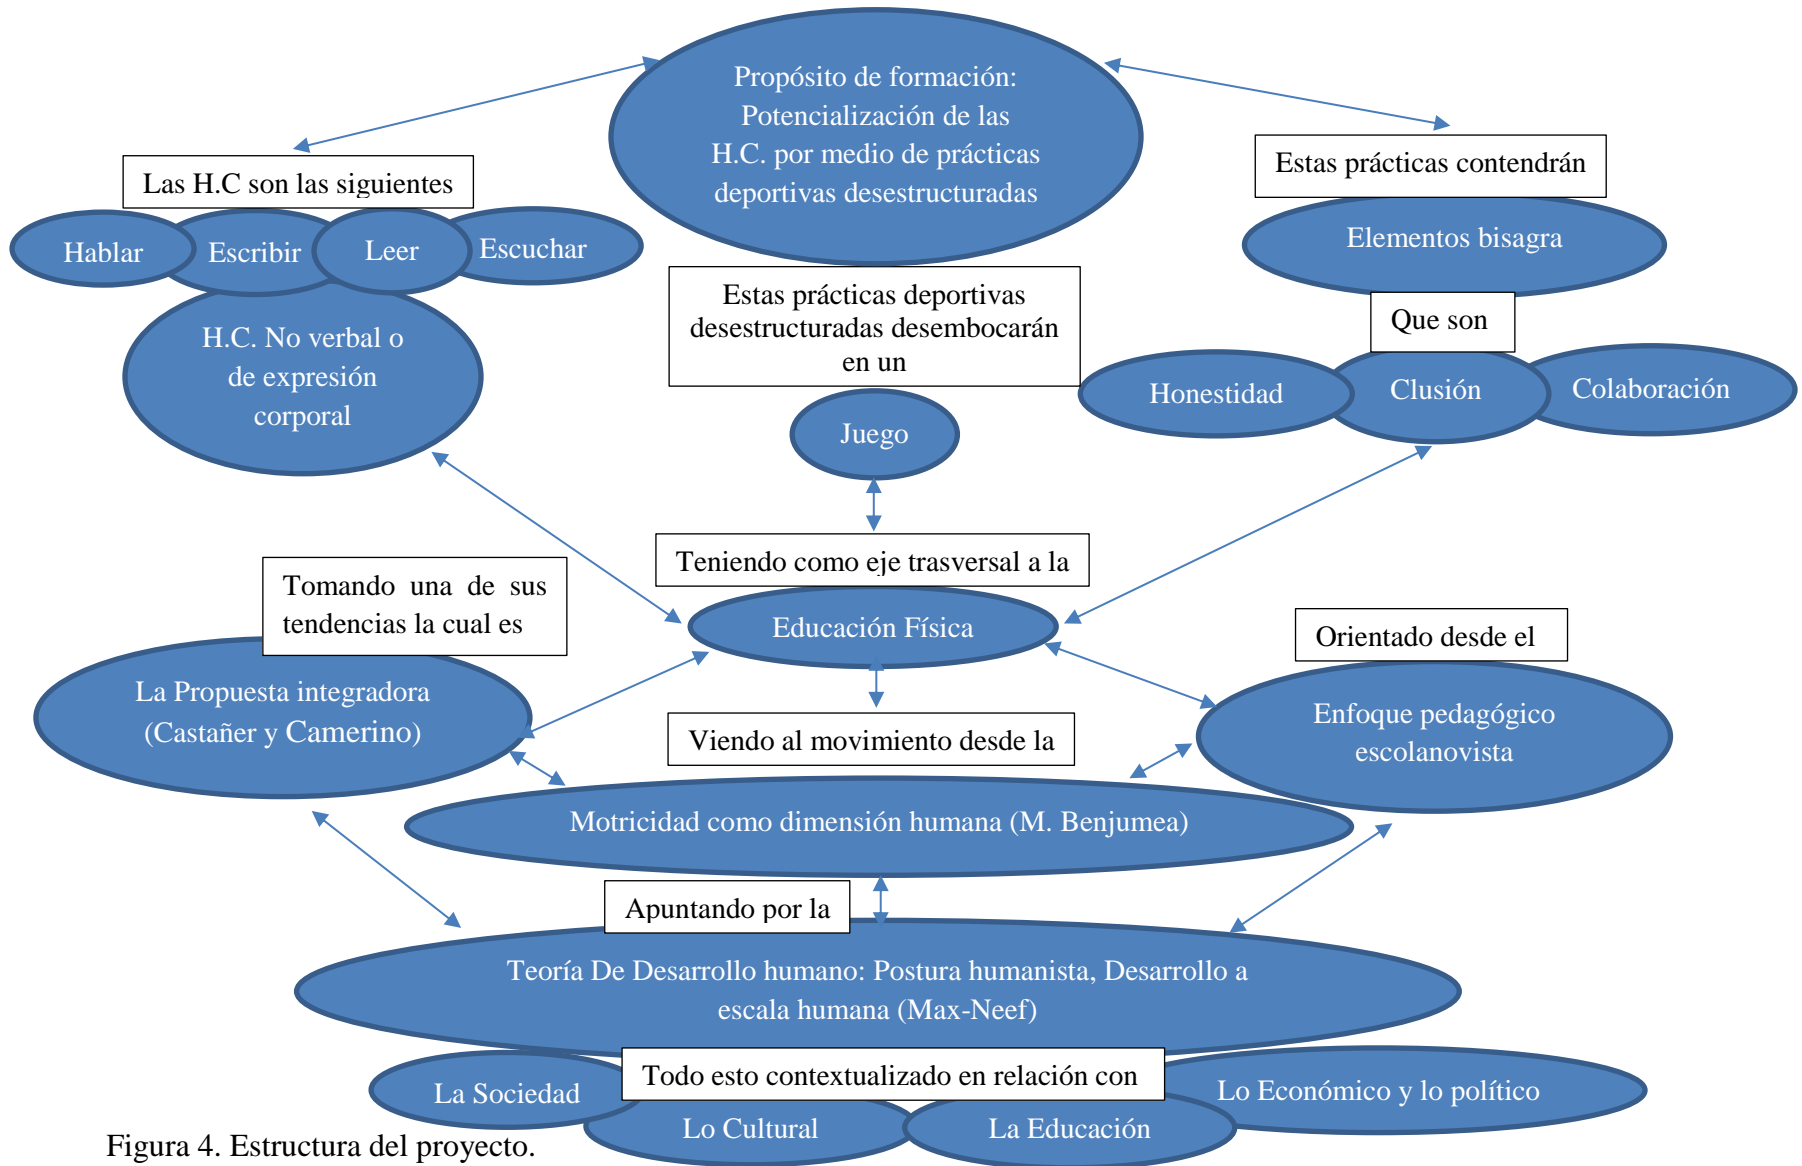 Propósito de formación:
Potencialización de las
H.C. por medio de prácticas
deportivas desestructuradas
Las H.C son las siguientes
Estas prácticas contendrán
Hablar
Escribir
Leer
Escuchar
Elementos bisagra
H.C. No verbal o
de expresión
corporal
Estas prácticas deportivas
desestructuradas desembocarán
en un
Que son
Honestidad
Clusión
Colaboración
Juego
Teniendo como eje trasversal a la
Tomando una de sus
tendencias la cual es
Educación Física
Orientado desde el
La Propuesta integradora
(Castañer y Camerino)
Viendo al movimiento desde la
Enfoque pedagógico
escolanovista
Motricidad como dimensión humana (M. Benjumea)
Apuntando por la
Teoría De Desarrollo humano: Postura humanista, Desarrollo a
escala humana (Max-Neef)
Todo esto contextualizado en relación con
La Sociedad
Lo Cultural
La Educación
Lo Económico y lo político
Figura 4. Estructura del proyecto.